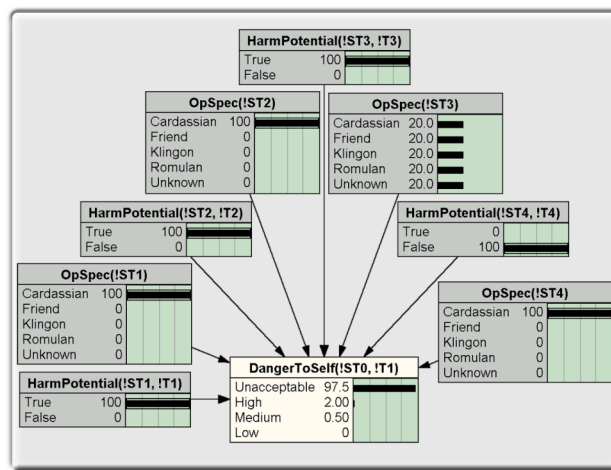 HarmPotential(!ST3, !T3)
True 100
False 0
OpSpec(!ST2)
Cardassian 100
Friend 0
Klingon 0
Romulan 0
Unknown 0
OpSpec(!ST3)
Cardassian 20.0
Friend 20.0
Klingon 20.0
Romulan 20.0
Unknown 20.0
HarmPotential(!ST2, !T2)
True 100
False 0
HarmPotential(!ST4, !T4)
True 0
False 100
OpSpec(!ST1)
Cardassian 100
Friend 0
Klingon 0
Romulan 0
Unknown 0
OpSpec(!ST4)
Cardassian 100
Friend 0
Klingon 0
Romulan 0
Unknown 0
HarmPotential(!ST1, !T1)
True 100
False 0
DangerToSelf(!ST0, !T1)
Unacceptable 97.5
High 2.00
Medium 0.50
Low 0